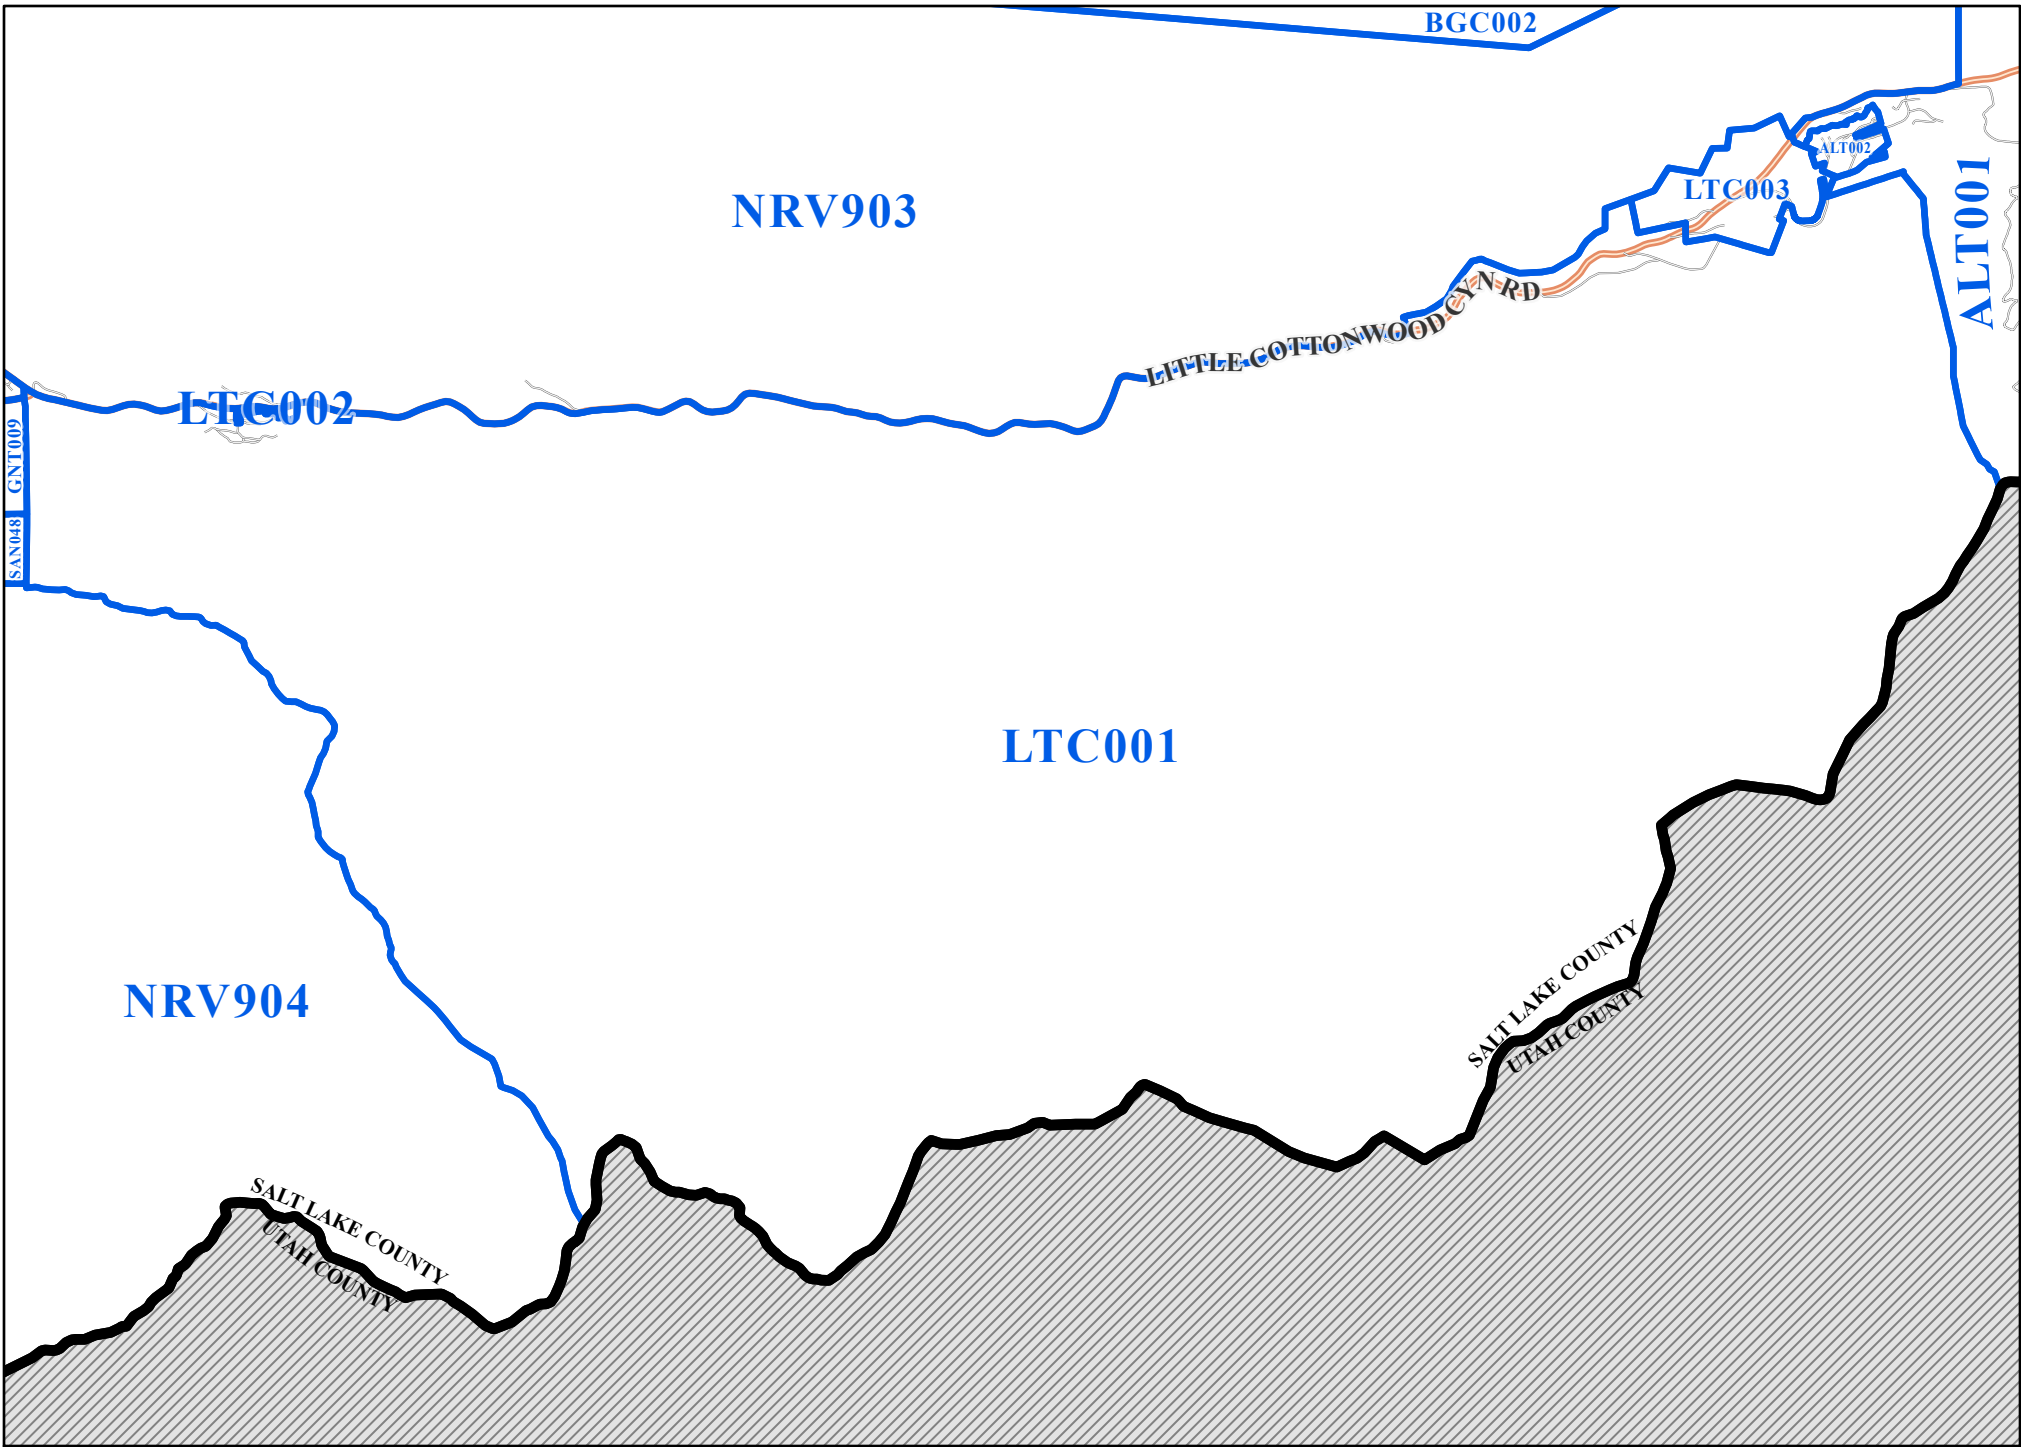 BGC002
ALT002
LTC003
NRV903
ALT001
LITTLE COTTONWOOD CYN RD
LTC002
GNT009
SAN048
LTC001
NRV904
SALT LAKE COUNTY
UTAH COUNTY
SALT LAKE COUNTY
UTAH COUNTY